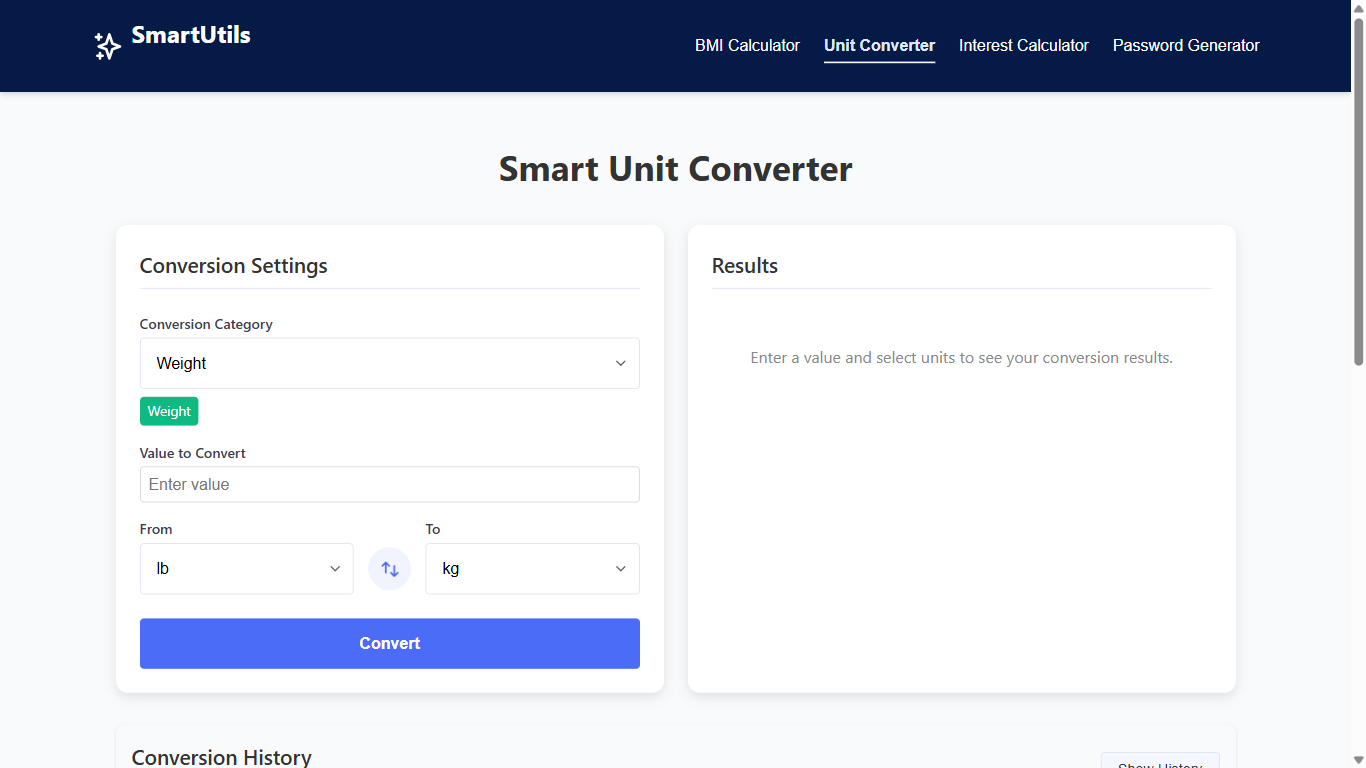 SmartUtils
BMI Calculator
Unit Converter
Interest Calculator
Password Generator
Smart Unit Converter
Conversion Settings
Conversion Category
Weight
Weight
Value to Convert
Enter value
From
To
lb
kg
Convert
Results
Enter a value and select units to see your conversion results.
Conversion History
Show History